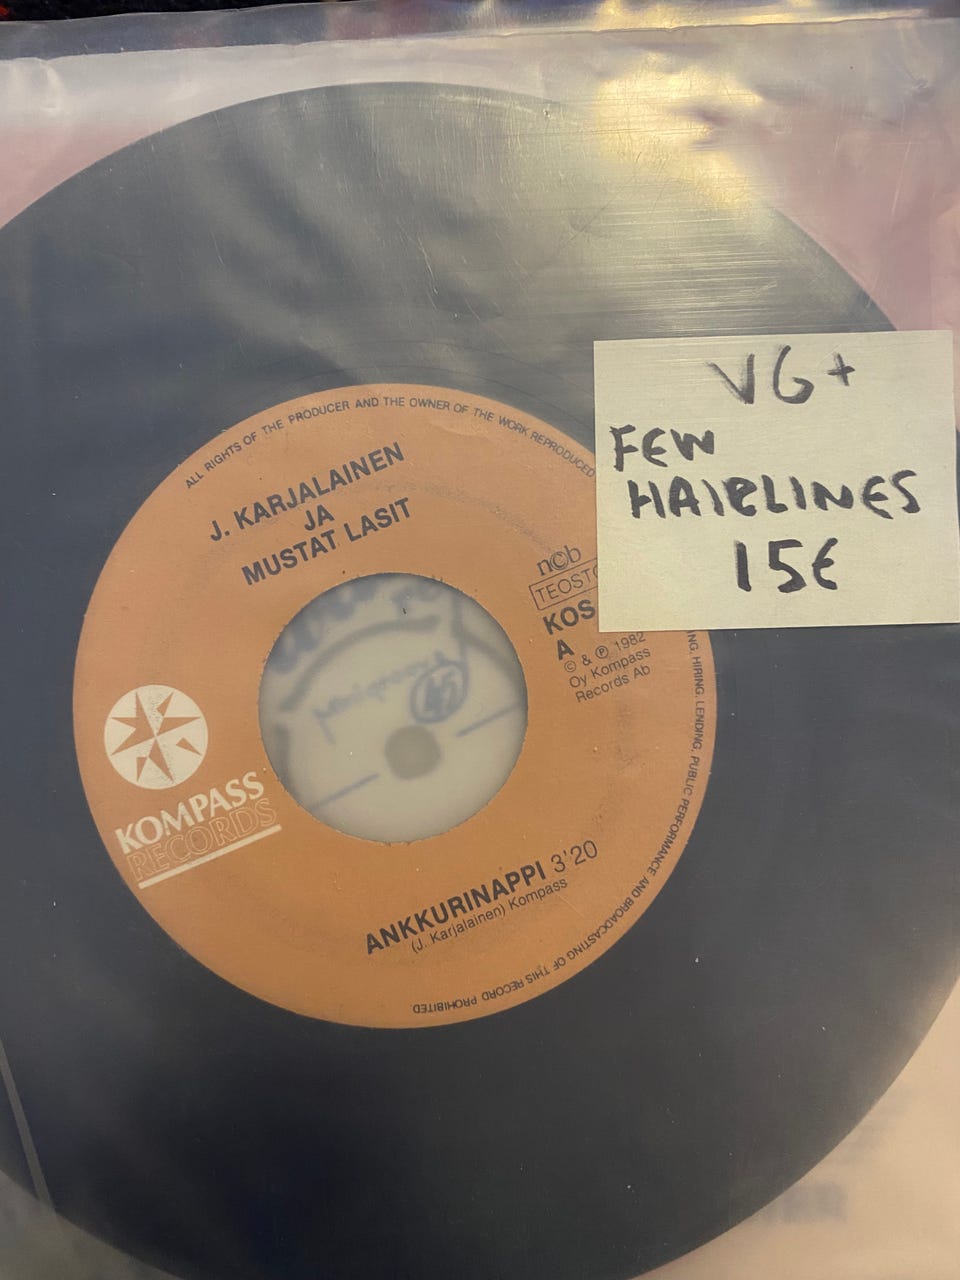 VG+
FEW
HAIRLINES
15€
ALL RIGHTS OF THE PRODUCER AND THE OWNER OF THE WORK REPRODUCED
J. KARJALAINEN
JA
MUSTAT LASIT
n©b
TEOSTO
KOS
A
© & ℗ 1982
Oy Kompass
Records Ab
KOMPASS
RECORDS
45
ANKKURINAPPI 3'20
(J. Karjalainen) Kompass
HIRING, LENDING, PUBLIC PERFORMANCE AND BROADCASTING OF THIS RECORD PROHIBITED